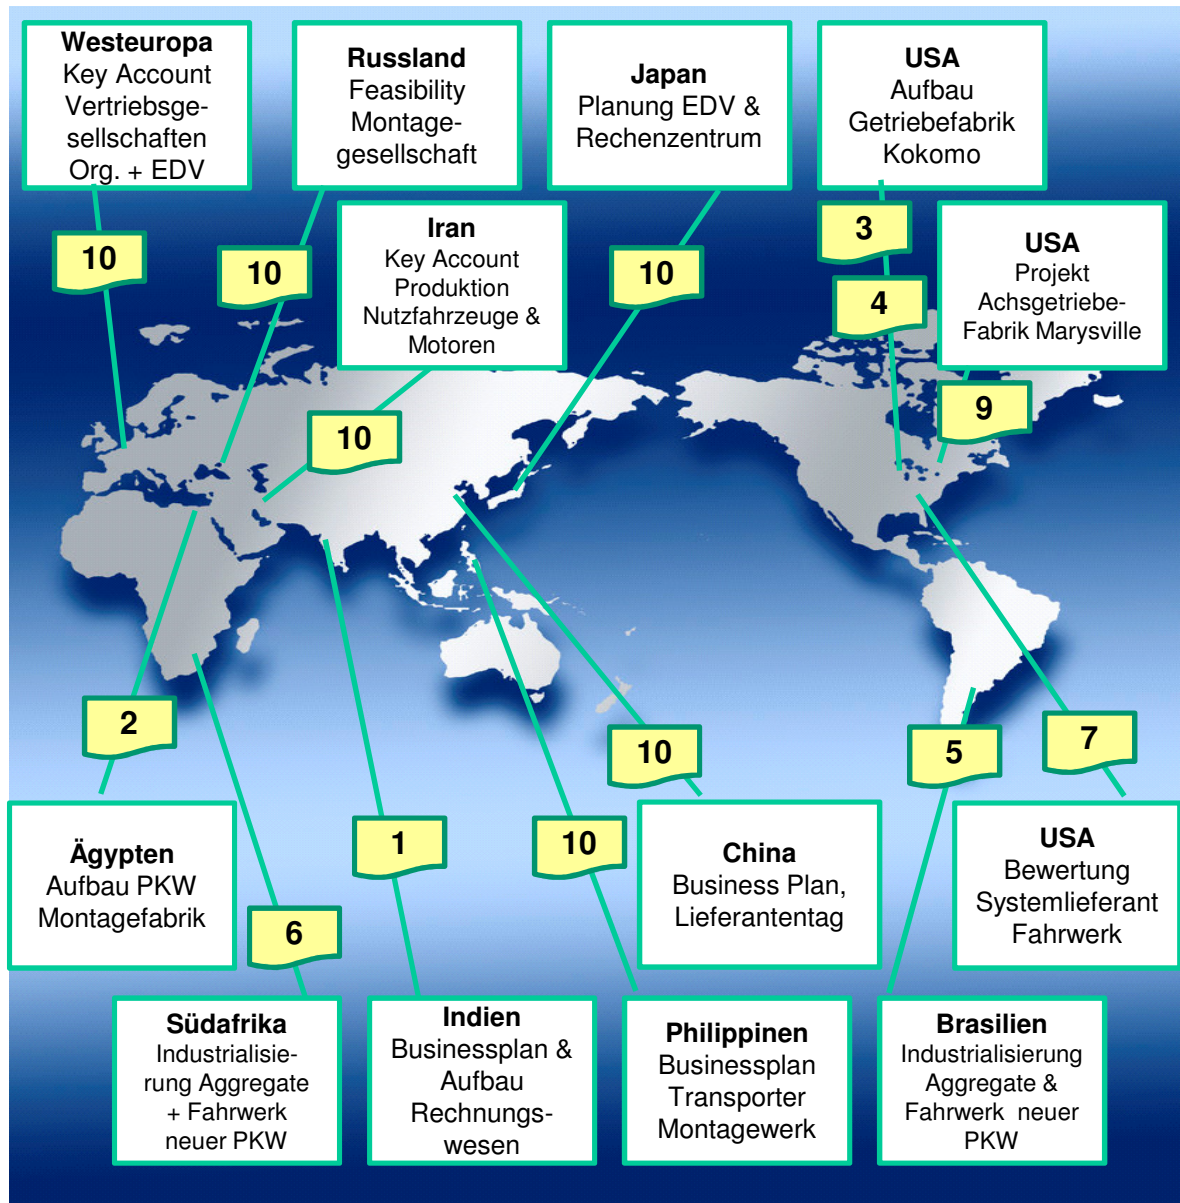 Westeuropa
Key Account
Vertriebsge-
sellschaften
Org. + EDV
Russland
Feasibility
Montage-
gesellschaft
Japan
Planung EDV &
Rechenzentrum
USA
Aufbau
Getriebefabrik
Kokomo
Iran
Key Account
Produktion
Nutzfahrzeuge &
Motoren
USA
Projekt
Achsgetriebe-
Fabrik Marysville
10
10
10
3
4
10
9
2
10
5
7
1
10
6
Ägypten
Aufbau PKW
Montagefabrik
China
Business Plan,
Lieferantentag
USA
Bewertung
Systemlieferant
Fahrwerk
Südafrika
Industrialisie-
rung Aggregate
+ Fahrwerk
neuer PKW
Indien
Businessplan &
Aufbau
Rechnungs-
wesen
Philippinen
Businessplan
Transporter
Montagewerk
Brasilien
Industrialisierung
Aggregate &
Fahrwerk neuer
PKW